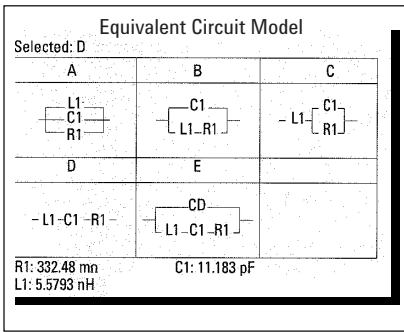 Equivalent Circuit Model
Selected: D
A B C
L1
C1
R1
C1
L1 R1
L1 C1
R1
D E
L1 C1 R1
CD
L1 C1 R1
R1: 332.48 mΩ C1: 11.183 pF
L1: 5.5793 nH